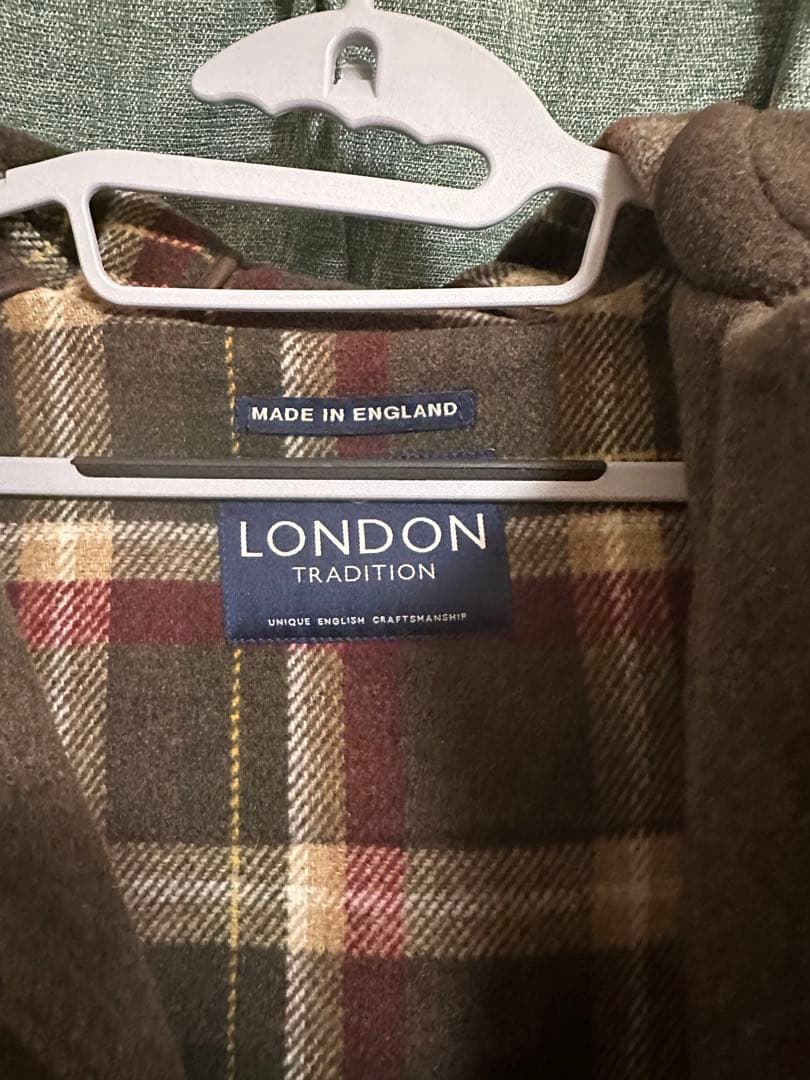 MADE IN ENGLAND
LONDON
TRADITION
UNIQUE ENGLISH CRAFTSMANSHIP